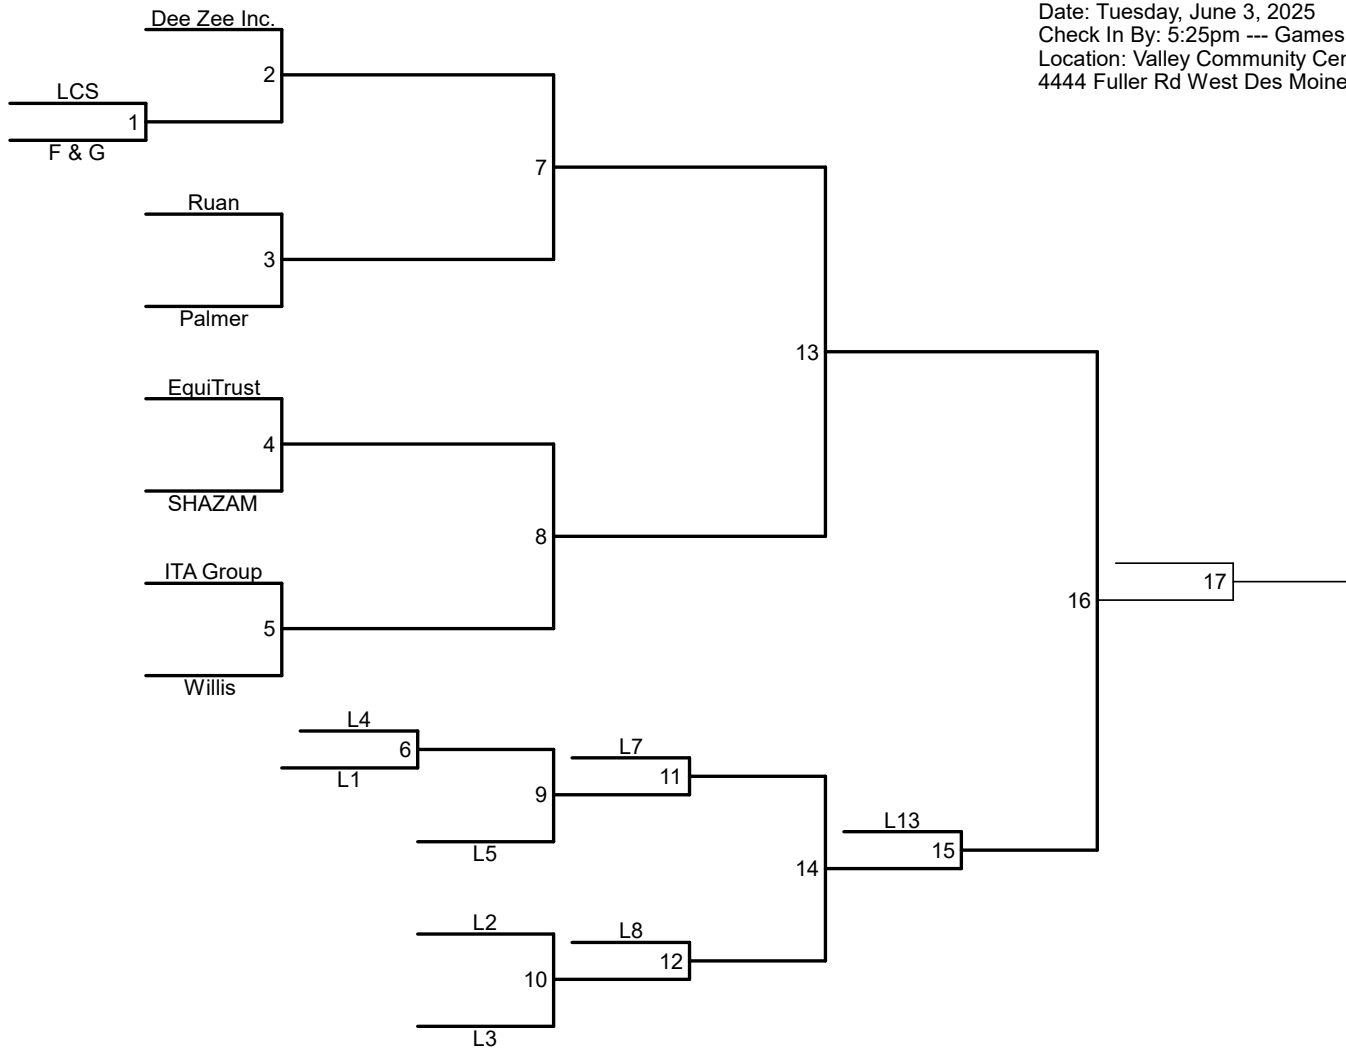 Date: Tuesday, June 3, 2025
Check In By: 5:25pm --- Games
Location: Valley Community
4444 Fuller Rd West Des
Dee Zee Inc.
2
LCS
1
F & G
7
Ruan
3
Palmer
13
EquiTrust
4
SHAZAM
8
ITA Group
17
16
5
Willis
L4
6
L7
L1
11
9
L13
15
L5
14
L2
L8
12
10
L3